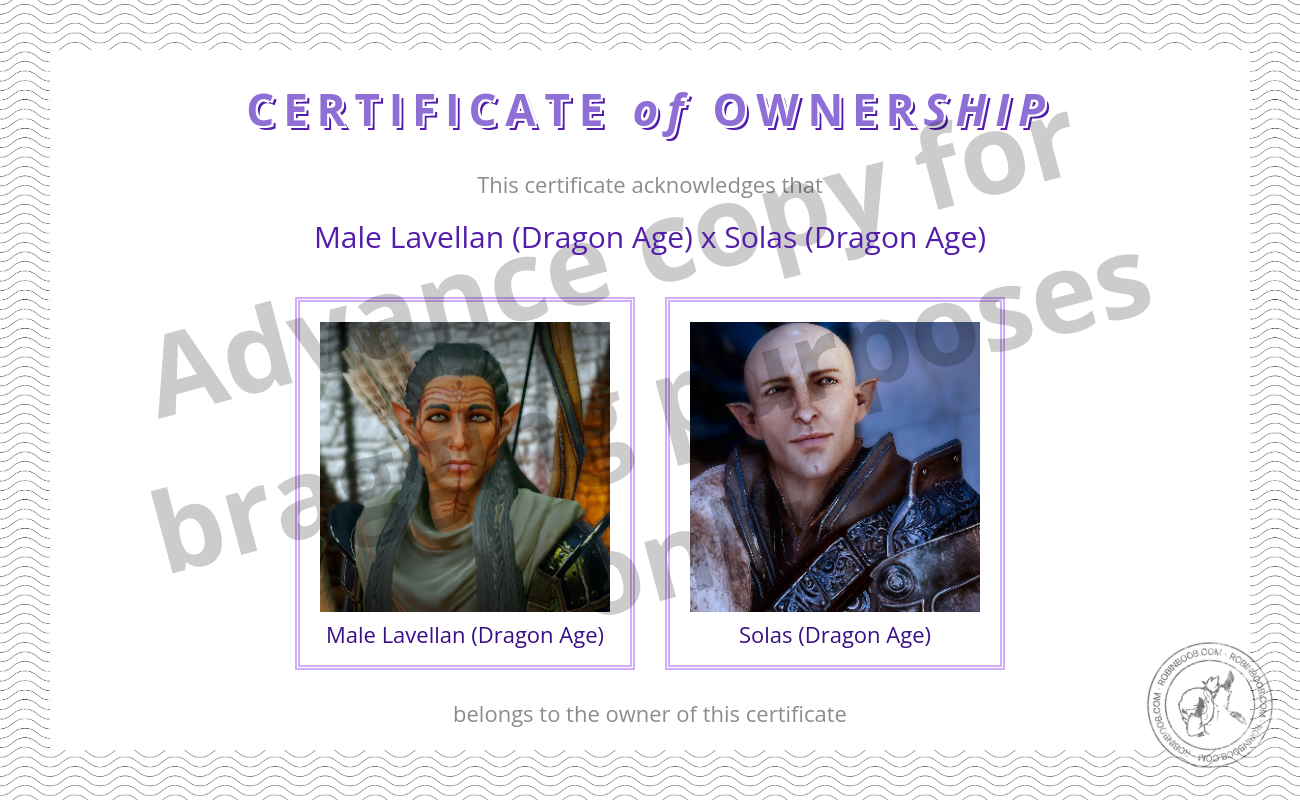 CERTIFICATE of OWNERSHIP
This certificate acknowledges that
Male Lavellan (Dragon Age) x Solas (Dragon Age)
Advance copy for
bragging purposes
only
Male Lavellan (Dragon Age)
Solas (Dragon Age)
belongs to the owner of this certificate
ROBINBOOB.COM · ROBINBOOB.COM · ROBINBOOB.COM · ROBINBOOB.COM ·